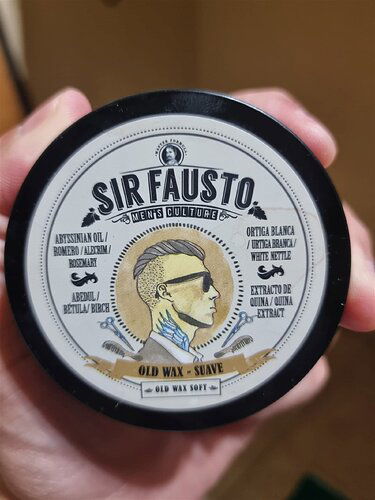 SIR FAUSTO
MEN'S CULTURE
ABYSSINIAN OIL /
ROMERO / ALECRIM /
ROSEMARY
ABEDUL /
BÉTULA / BIRCH
ORTIGA BLANCA
/ URTIGA BRANCA /
WHITE NETTLE
EXTRACTO DE
QUINA / QUINA
EXTRACT
OLD WAX - SUAVE
OLD WAX SOFT